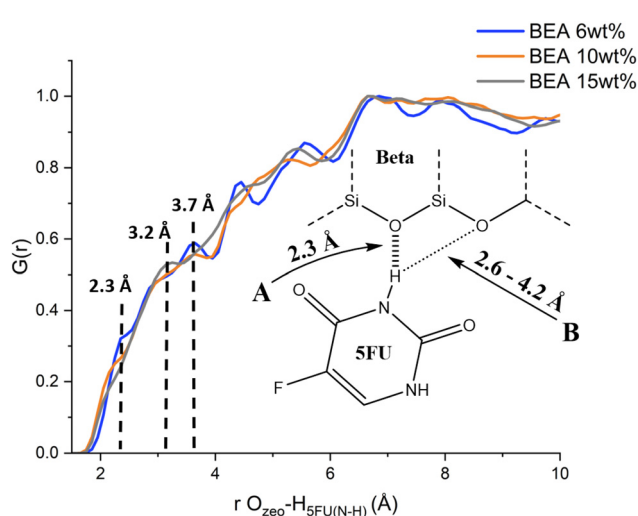 BEA 6wt%
BEA 10wt%
BEA 15wt%
G(r)
1.0
0.8
0.6
0.4
0.2
0.0
2
4
6
8
10
r O_zeo-H_5FU(N-H) (Å)
2.3 Å
3.2 Å
3.7 Å
Beta
Si
Si
O
O
2.3 Å
2.6 - 4.2 Å
A
B
H
N
O
O
5FU
F
NH